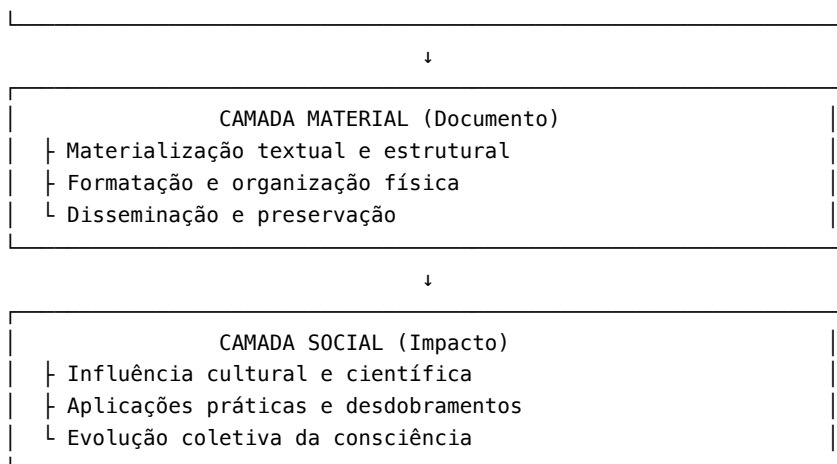 ↓
CAMADA MATERIAL (Documento)
├ Materialização textual e estrutural
├ Formatação e organização física
└ Disseminação e preservação
↓
CAMADA SOCIAL (Impacto)
├ Influência cultural e científica
├ Aplicações práticas e desdobramentos
└ Evolução coletiva da consciência